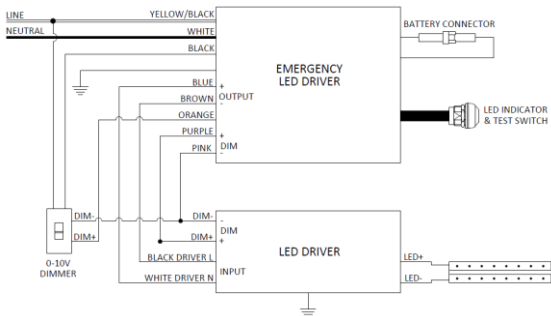 LINE
NEUTRAL
YELLOW/BLACK
WHITE
BLACK
BLUE
BROWN
ORANGE
PURPLE
PINK
+
OUTPUT
-
+
DIM
-
EMERGENCY
LED DRIVER
BATTERY CONNECTOR
LED INDICATOR
& TEST SWITCH
DIM-
DIM+
0-10V
DIMMER
DIM-
DIM+
BLACK DRIVER L
WHITE DRIVER N
-
DIM
+
INPUT
LED DRIVER
LED+
LED-